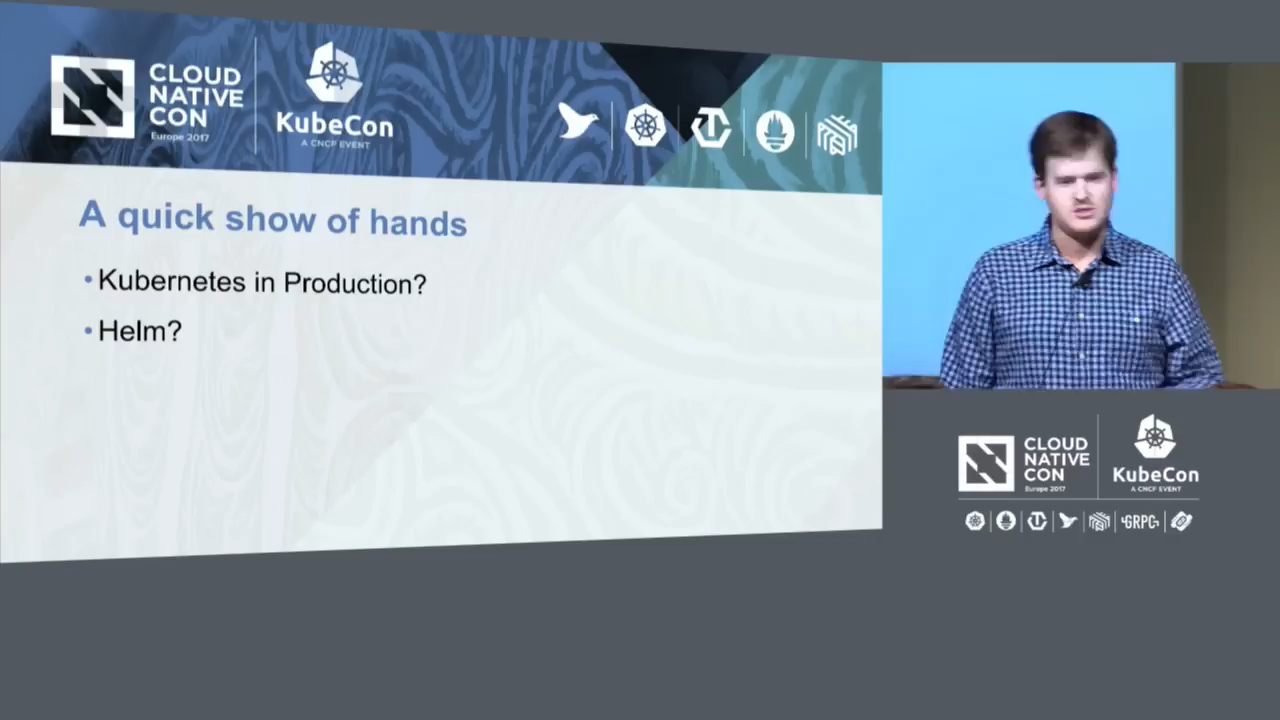 CLOUD
NATIVE
CON
Europe 2017
KubeCon
A CNCF EVENT
A quick show of hands
•Kubernetes in Production?
•Helm?
CLOUD
NATIVE
CON
Europe 2017
KubeCon
A CNCF EVENT
GRPC